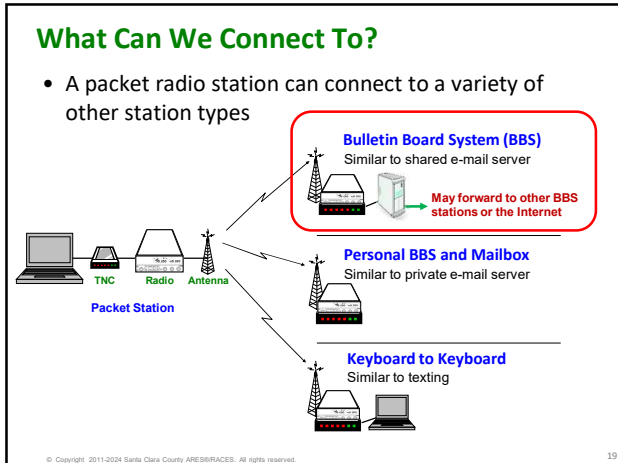 What Can We Connect To?
• A packet radio station can connect to a variety of
other station types
Bulletin Board System (BBS)
Similar to shared e-mail server
May forward to other BBS
stations or the Internet
TNC
Radio
Antenna
Packet Station
Personal BBS and Mailbox
Similar to private e-mail server
Keyboard to Keyboard
Similar to texting
© Copyright 2011-2024 Santa Clara County ARES®/RACES. All rights reserved.
19